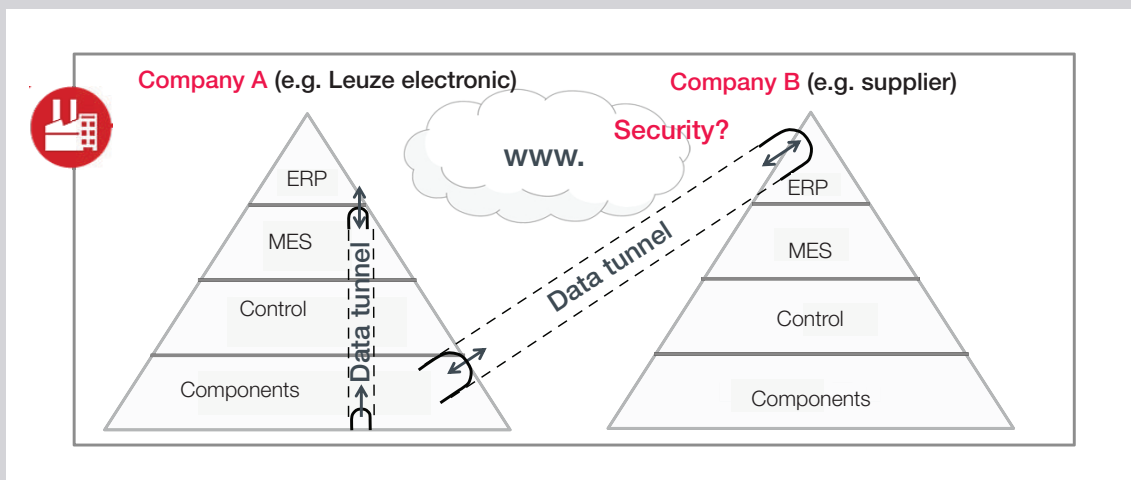 Company A (e.g. Leuze electronic)
Company B (e.g. supplier)
Security?
www.
ERP
MES
Control
Components
Data tunnel
Data tunnel
ERP
MES
Control
Components